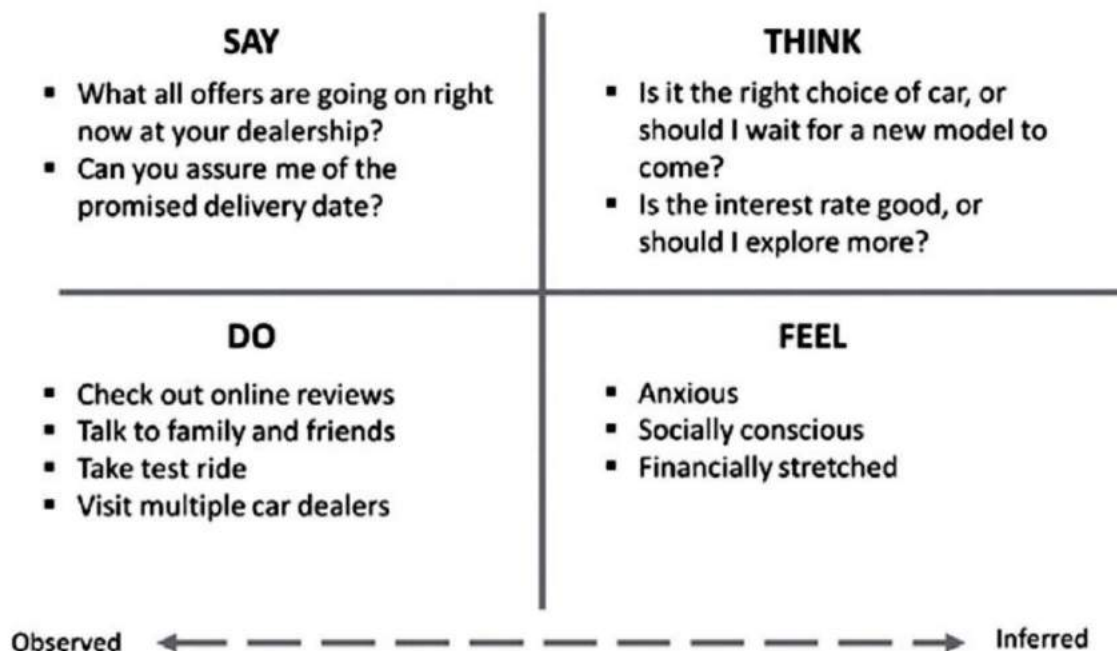 SAY
▪ What all offers are going on right
now at your dealership?
▪ Can you assure me of the
promised delivery date?
THINK
▪ Is it the right choice of car, or
should I wait for a new model to
come?
▪ Is the interest rate good, or
should I explore more?
DO
▪ Check out online reviews
▪ Talk to family and friends
▪ Take test ride
▪ Visit multiple car dealers
FEEL
▪ Anxious
▪ Socially conscious
▪ Financially stretched
Observed
Inferred